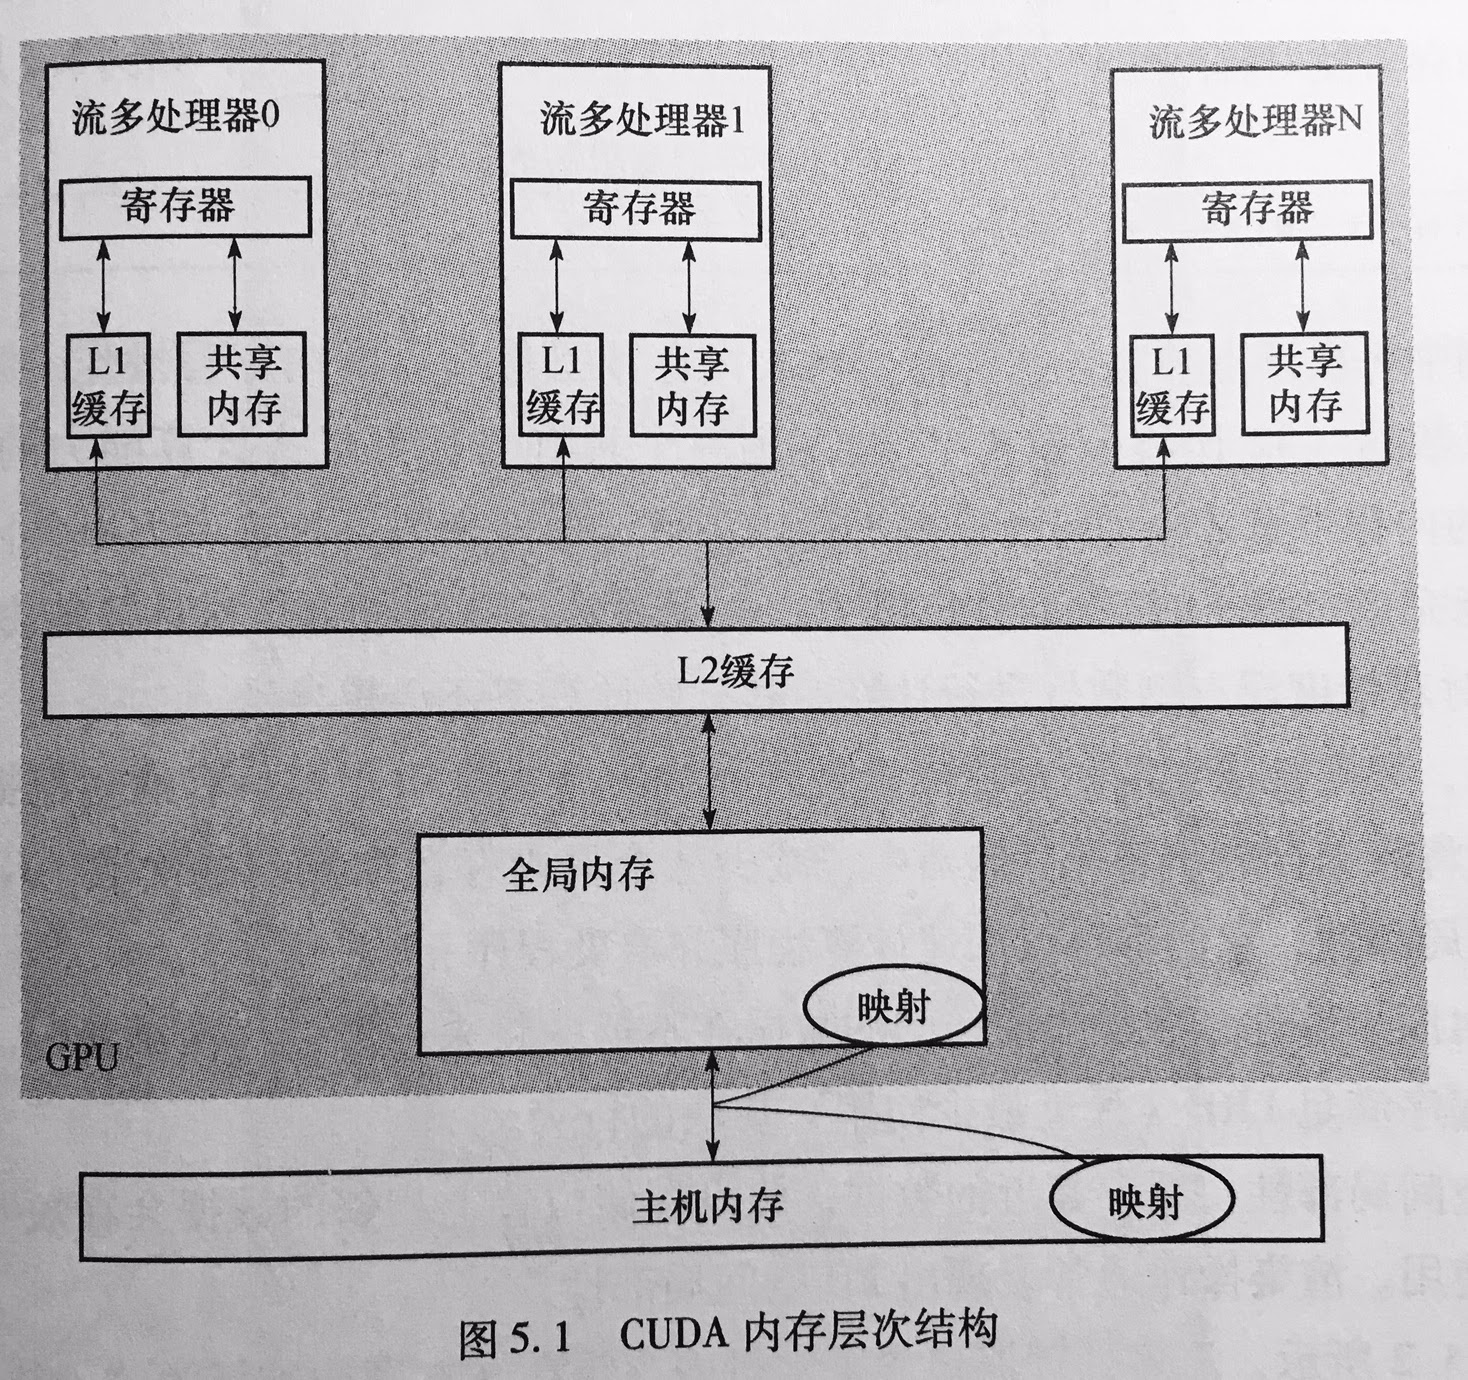 流多处理器0
流多处理器1
流多处理器N
寄存器
寄存器
寄存器
L1
缓存
共享
内存
L1
缓存
共享
内存
L1
缓存
共享
内存
L2缓存
全局内存
映射
GPU
主机内存
映射
图 5.1 CUDA 内存层次结构